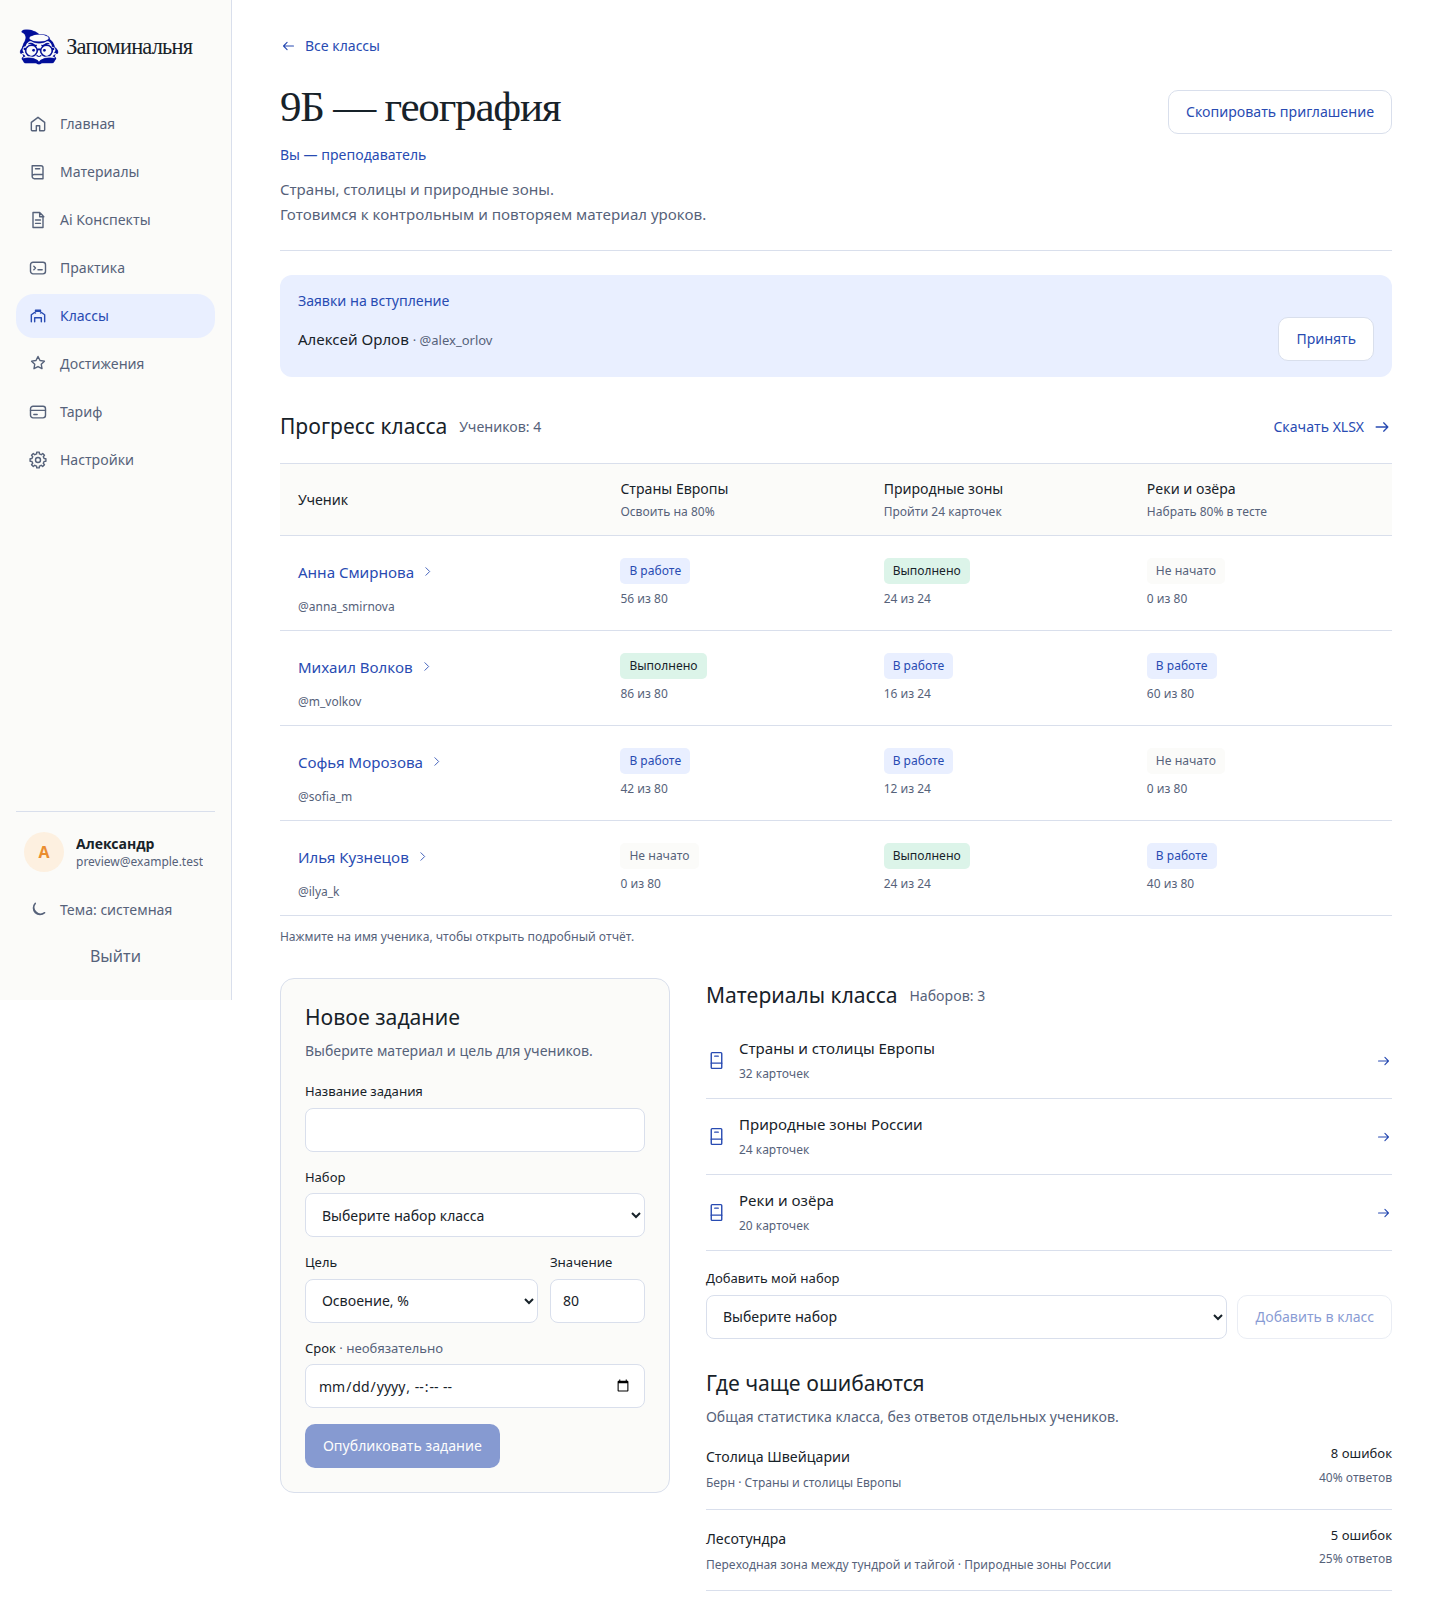 Запоминальня
Главная
Материалы
Ai Конспекты
Практика
Классы
Достижения
Тариф
Настройки
А
Александр
preview@example.test
Тема: системная
Выйти
Все классы
9Б — география
Скопировать приглашение
Вы — преподаватель
Страны, столицы и природные зоны.
Готовимся к контрольным и повторяем материал уроков.
Заявки на вступление
Алексей Орлов · @alex_orlov
Принять
Прогресс класса Учеников: 4
Скачать XLSX
Ученик
Страны Европы
Освоить на 80%
Природные зоны
Пройти 24 карточек
Реки и озёра
Набрать 80% в тесте
Анна Смирнова
@anna_smirnova
В работе
56 из 80
Выполнено
24 из 24
Не начато
0 из 80
Михаил Волков
@m_volkov
Выполнено
86 из 80
В работе
16 из 24
В работе
60 из 80
Софья Морозова
@sofia_m
В работе
42 из 80
В работе
12 из 24
Не начато
0 из 80
Илья Кузнецов
@ilya_k
Не начато
0 из 80
Выполнено
24 из 24
В работе
40 из 80
Нажмите на имя ученика, чтобы открыть подробный отчёт.
Новое задание
Выберите материал и цель для учеников.
Название задания
Набор
Выберите набор класса
Цель
Освоение, %
Значение
80
Срок · необязательно
mm/dd/yyyy, --:-- --
Опубликовать задание
Материалы класса Наборов: 3
Страны и столицы Европы
32 карточек
Природные зоны России
24 карточек
Реки и озёра
20 карточек
Добавить мой набор
Выберите набор
Добавить в класс
Где чаще ошибаются
Общая статистика класса, без ответов отдельных учеников.
Столица Швейцарии
Берн · Страны и столицы Европы
8 ошибок
40% ответов
Лесотундра
Переходная зона между тундрой и тайгой · Природные зоны России
5 ошибок
25% ответов